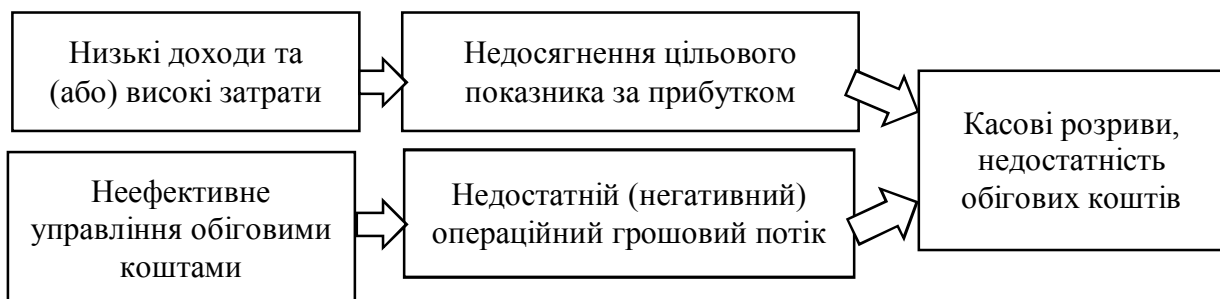 Низькі доходи та
(або) високі затрати
Недосягнення цільового
показника за прибутком
Касові розриви,
недостатність
обігових коштів
Неефективне
управління обіговими
коштами
Недостатній (негативний)
операційний грошовий потік